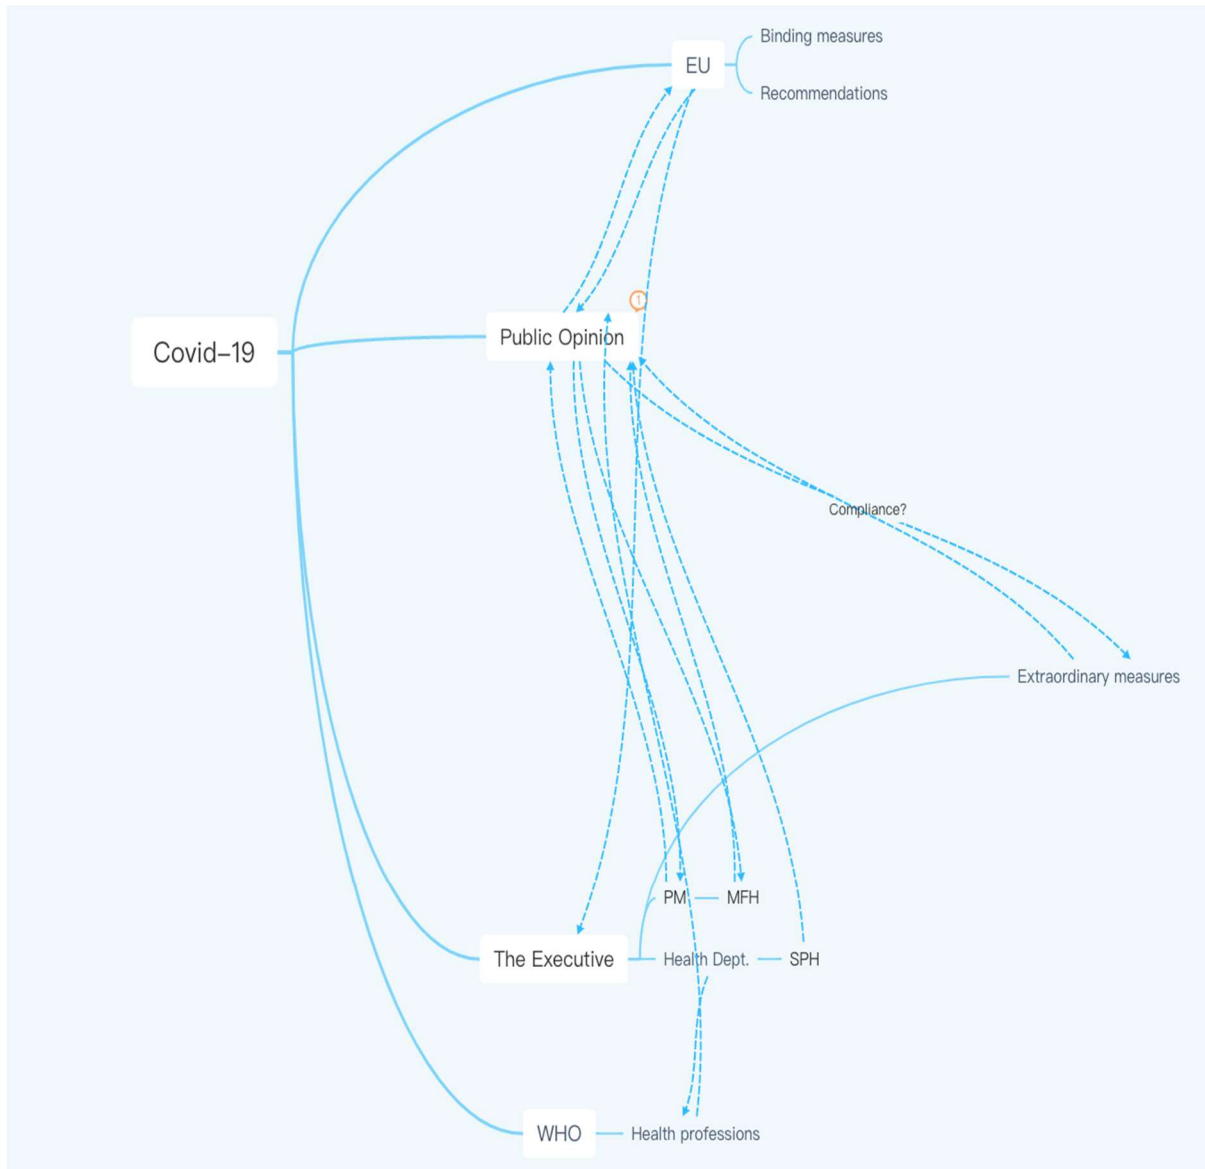 Binding measures
EU
Recommendations
1
Public Opinion
Covid–19
Compliance?
Extraordinary measures
PM
MFH
The Executive
Health Dept.
SPH
WHO
Health professions